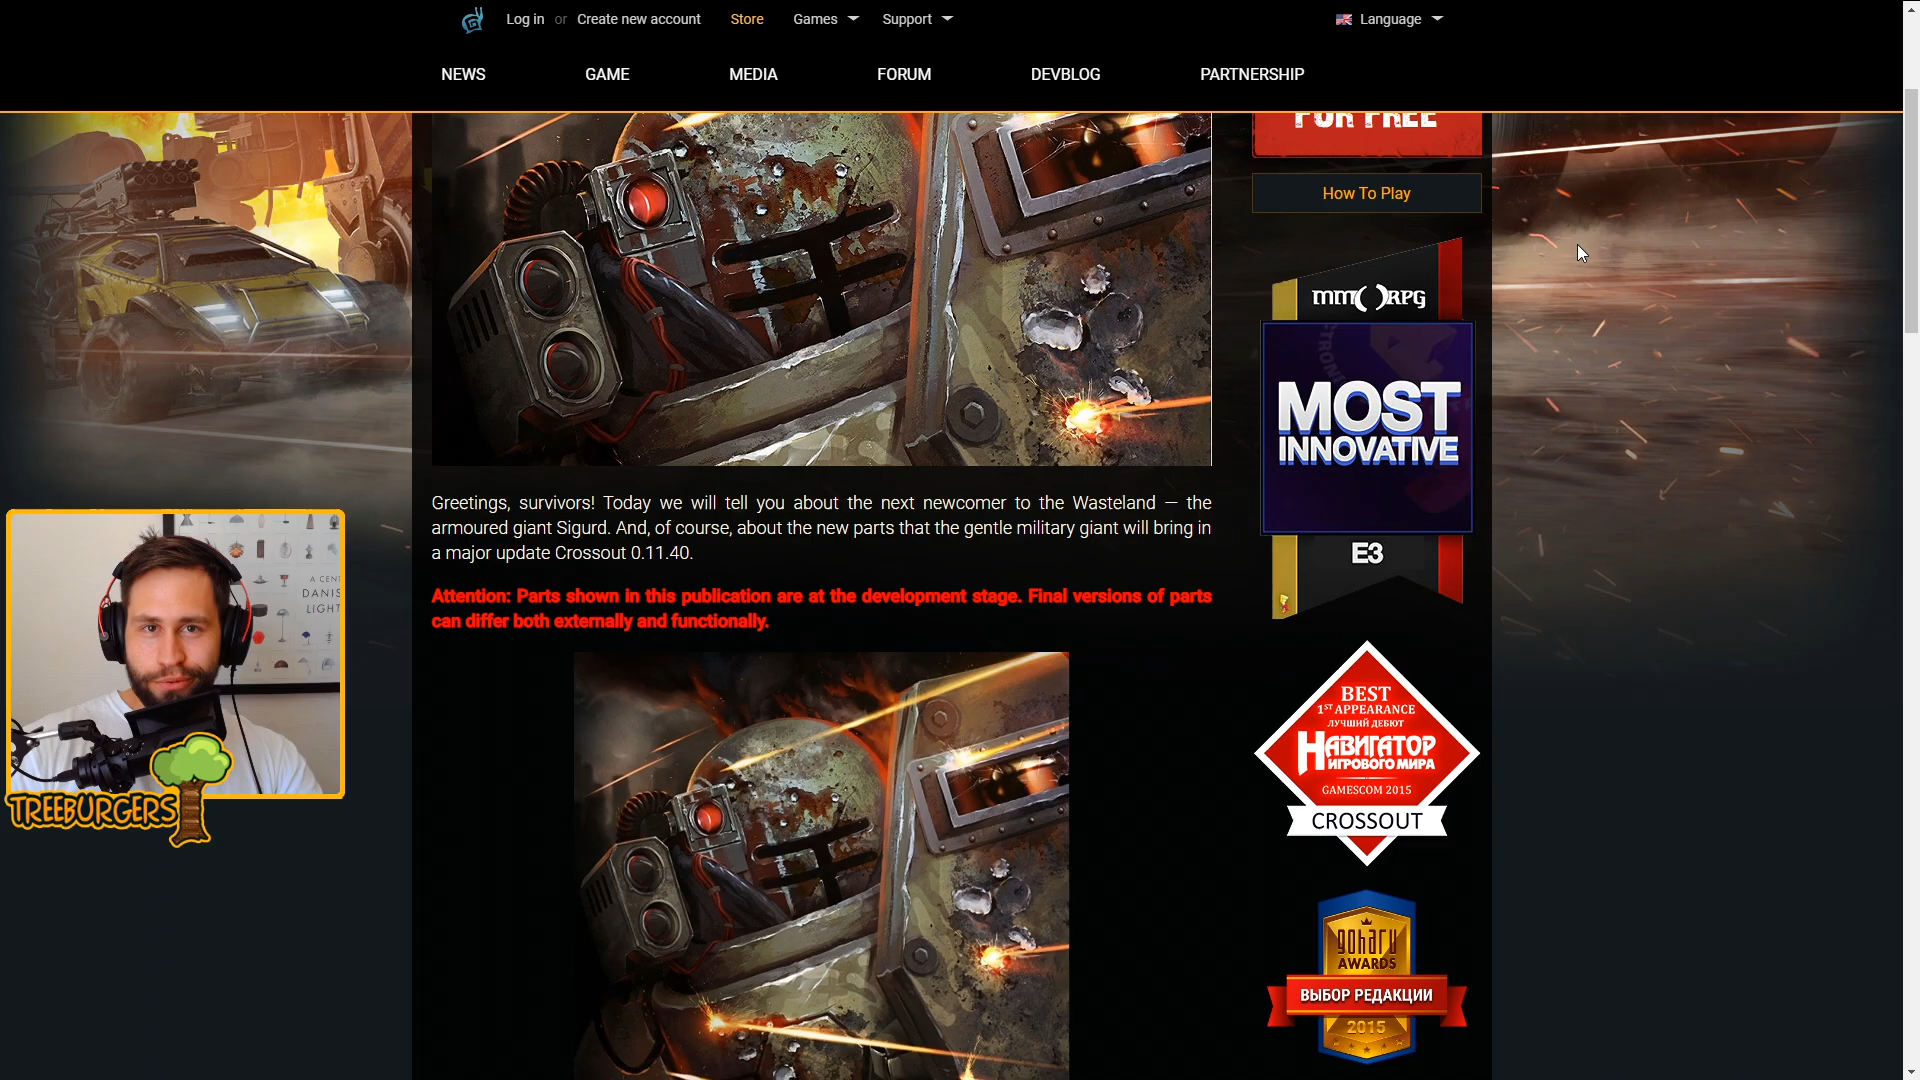 Log in or Create new account Store Games Support Language
NEWS GAME MEDIA FORUM DEVBLOG PARTNERSHIP
FOR FREE
How To Play
mmorpg
MOST
INNOVATIVE
E3
Greetings, survivors! Today we will tell you about the next newcomer to the Wasteland — the
armoured giant Sigurd. And, of course, about the new parts that the gentle military giant will bring in
a major update Crossout 0.11.40.
Attention: Parts shown in this publication are at the development stage. Final versions of parts
can differ both externally and functionally.
A CEN
DANIS
LIGHT
TREEBURGERS
BEST
1ST APPEARANCE
ЛУЧШИЙ ДЕБЮТ
НАВИГАТОР
ИГРОВОГО МИРА
GAMESCOM 2015
CROSSOUT
goharu
AWARDS
ВЫБОР РЕДАКЦИИ
2015